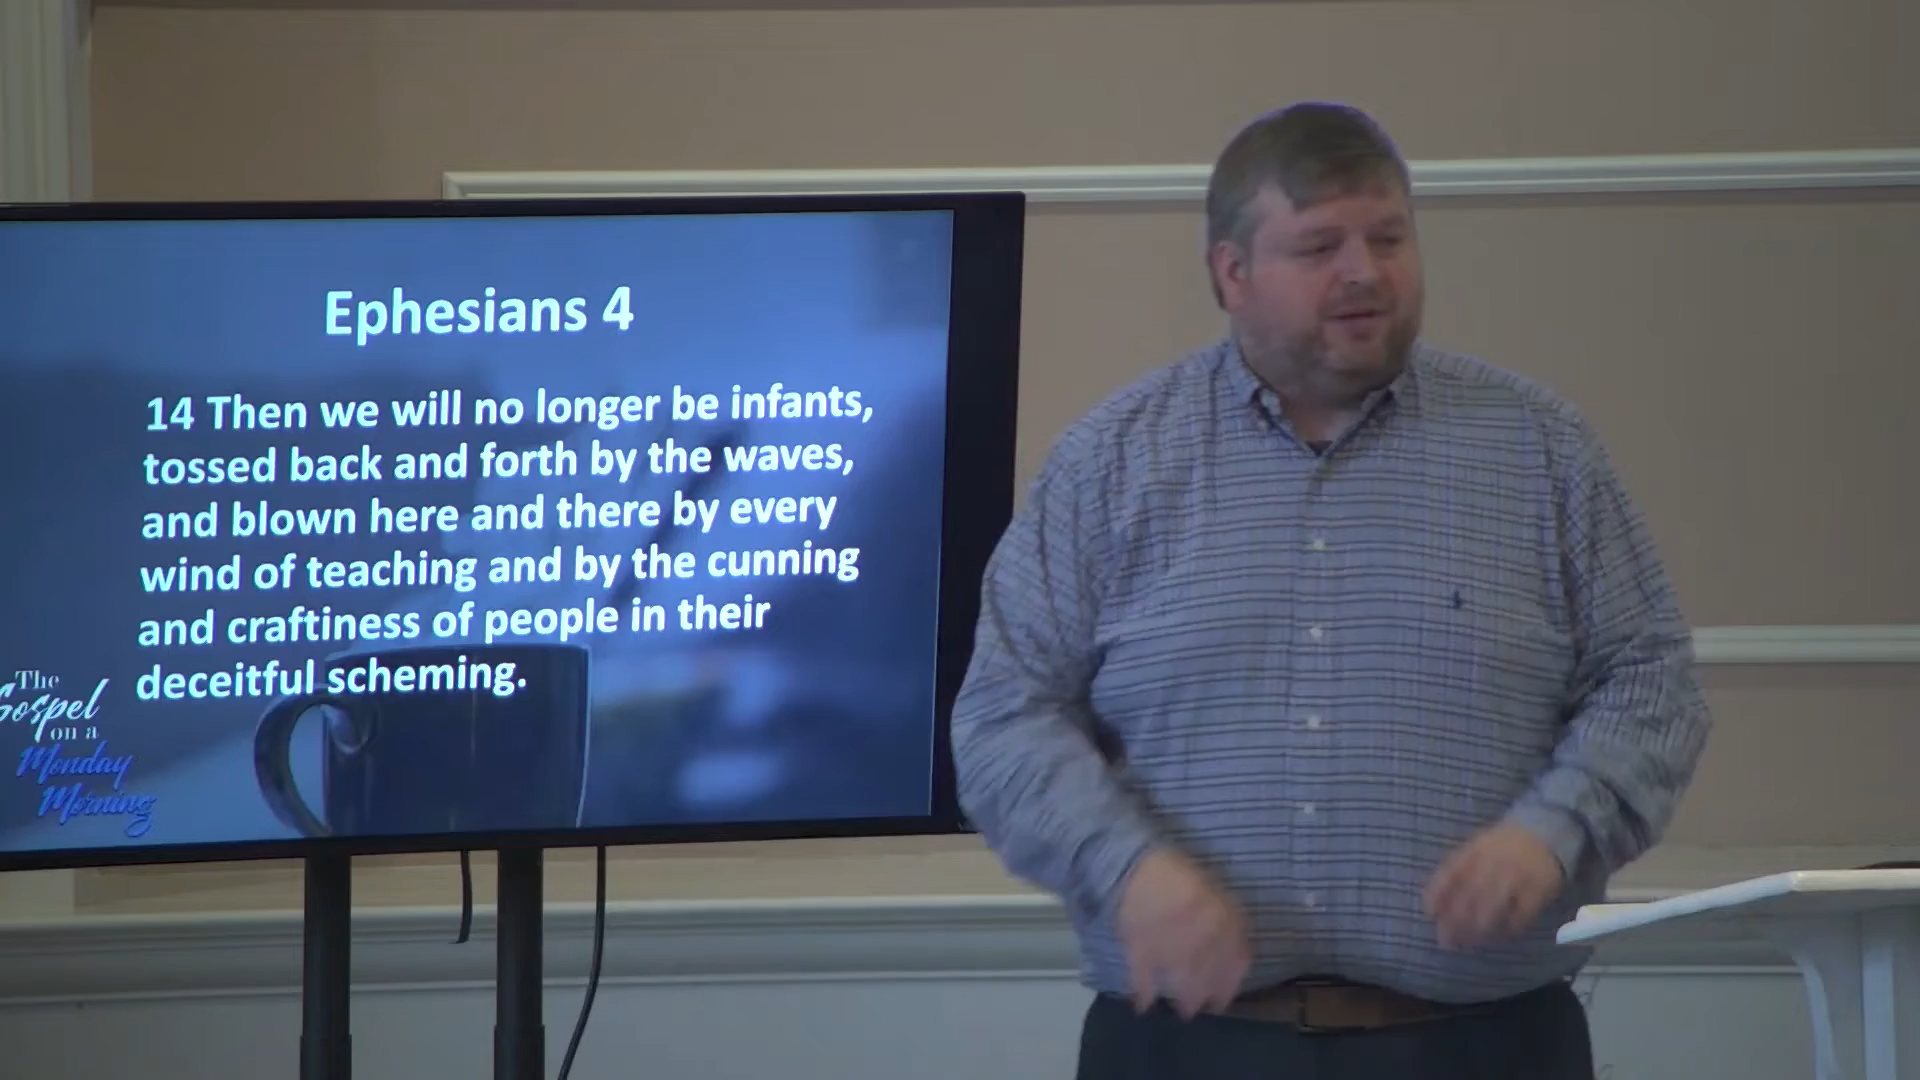 Ephesians 4
14 Then we will no longer be infants,
tossed back and forth by the waves,
and blown here and there by every
wind of teaching and by the cunning
and craftiness of people in their
deceitful scheming.
The
Gospel
on a
Monday
Morning